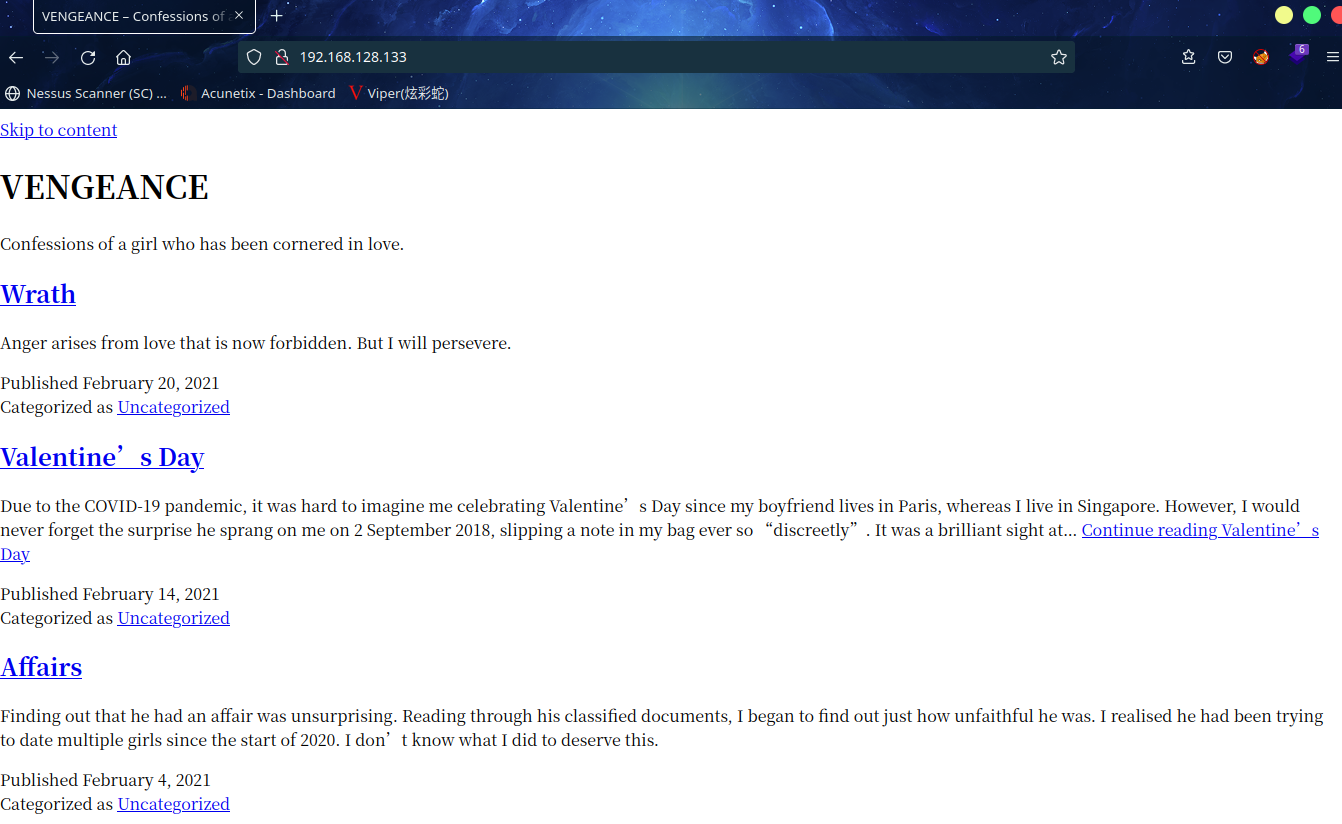 VENGEANCE – Confessions of
192.168.128.133
6
Nessus Scanner (SC) ...
Acunetix - Dashboard
Viper(炫彩蛇)
Skip to content
VENGEANCE
Confessions of a girl who has been cornered in love.
Wrath
Anger arises from love that is now forbidden. But I will persevere.
Published February 20, 2021
Categorized as Uncategorized
Valentine’s Day
Due to the COVID-19 pandemic, it was hard to imagine me celebrating Valentine’s Day since my boyfriend lives in Paris, whereas I live in Singapore. However, I would
never forget the surprise he sprang on me on 2 September 2018, slipping a note in my bag ever so “discreetly”. It was a brilliant sight at… Continue reading Valentine’s
Day
Published February 14, 2021
Categorized as Uncategorized
Affairs
Finding out that he had an affair was unsurprising. Reading through his classified documents, I began to find out just how unfaithful he was. I realised he had been trying
to date multiple girls since the start of 2020. I don’t know what I did to deserve this.
Published February 4, 2021
Categorized as Uncategorized